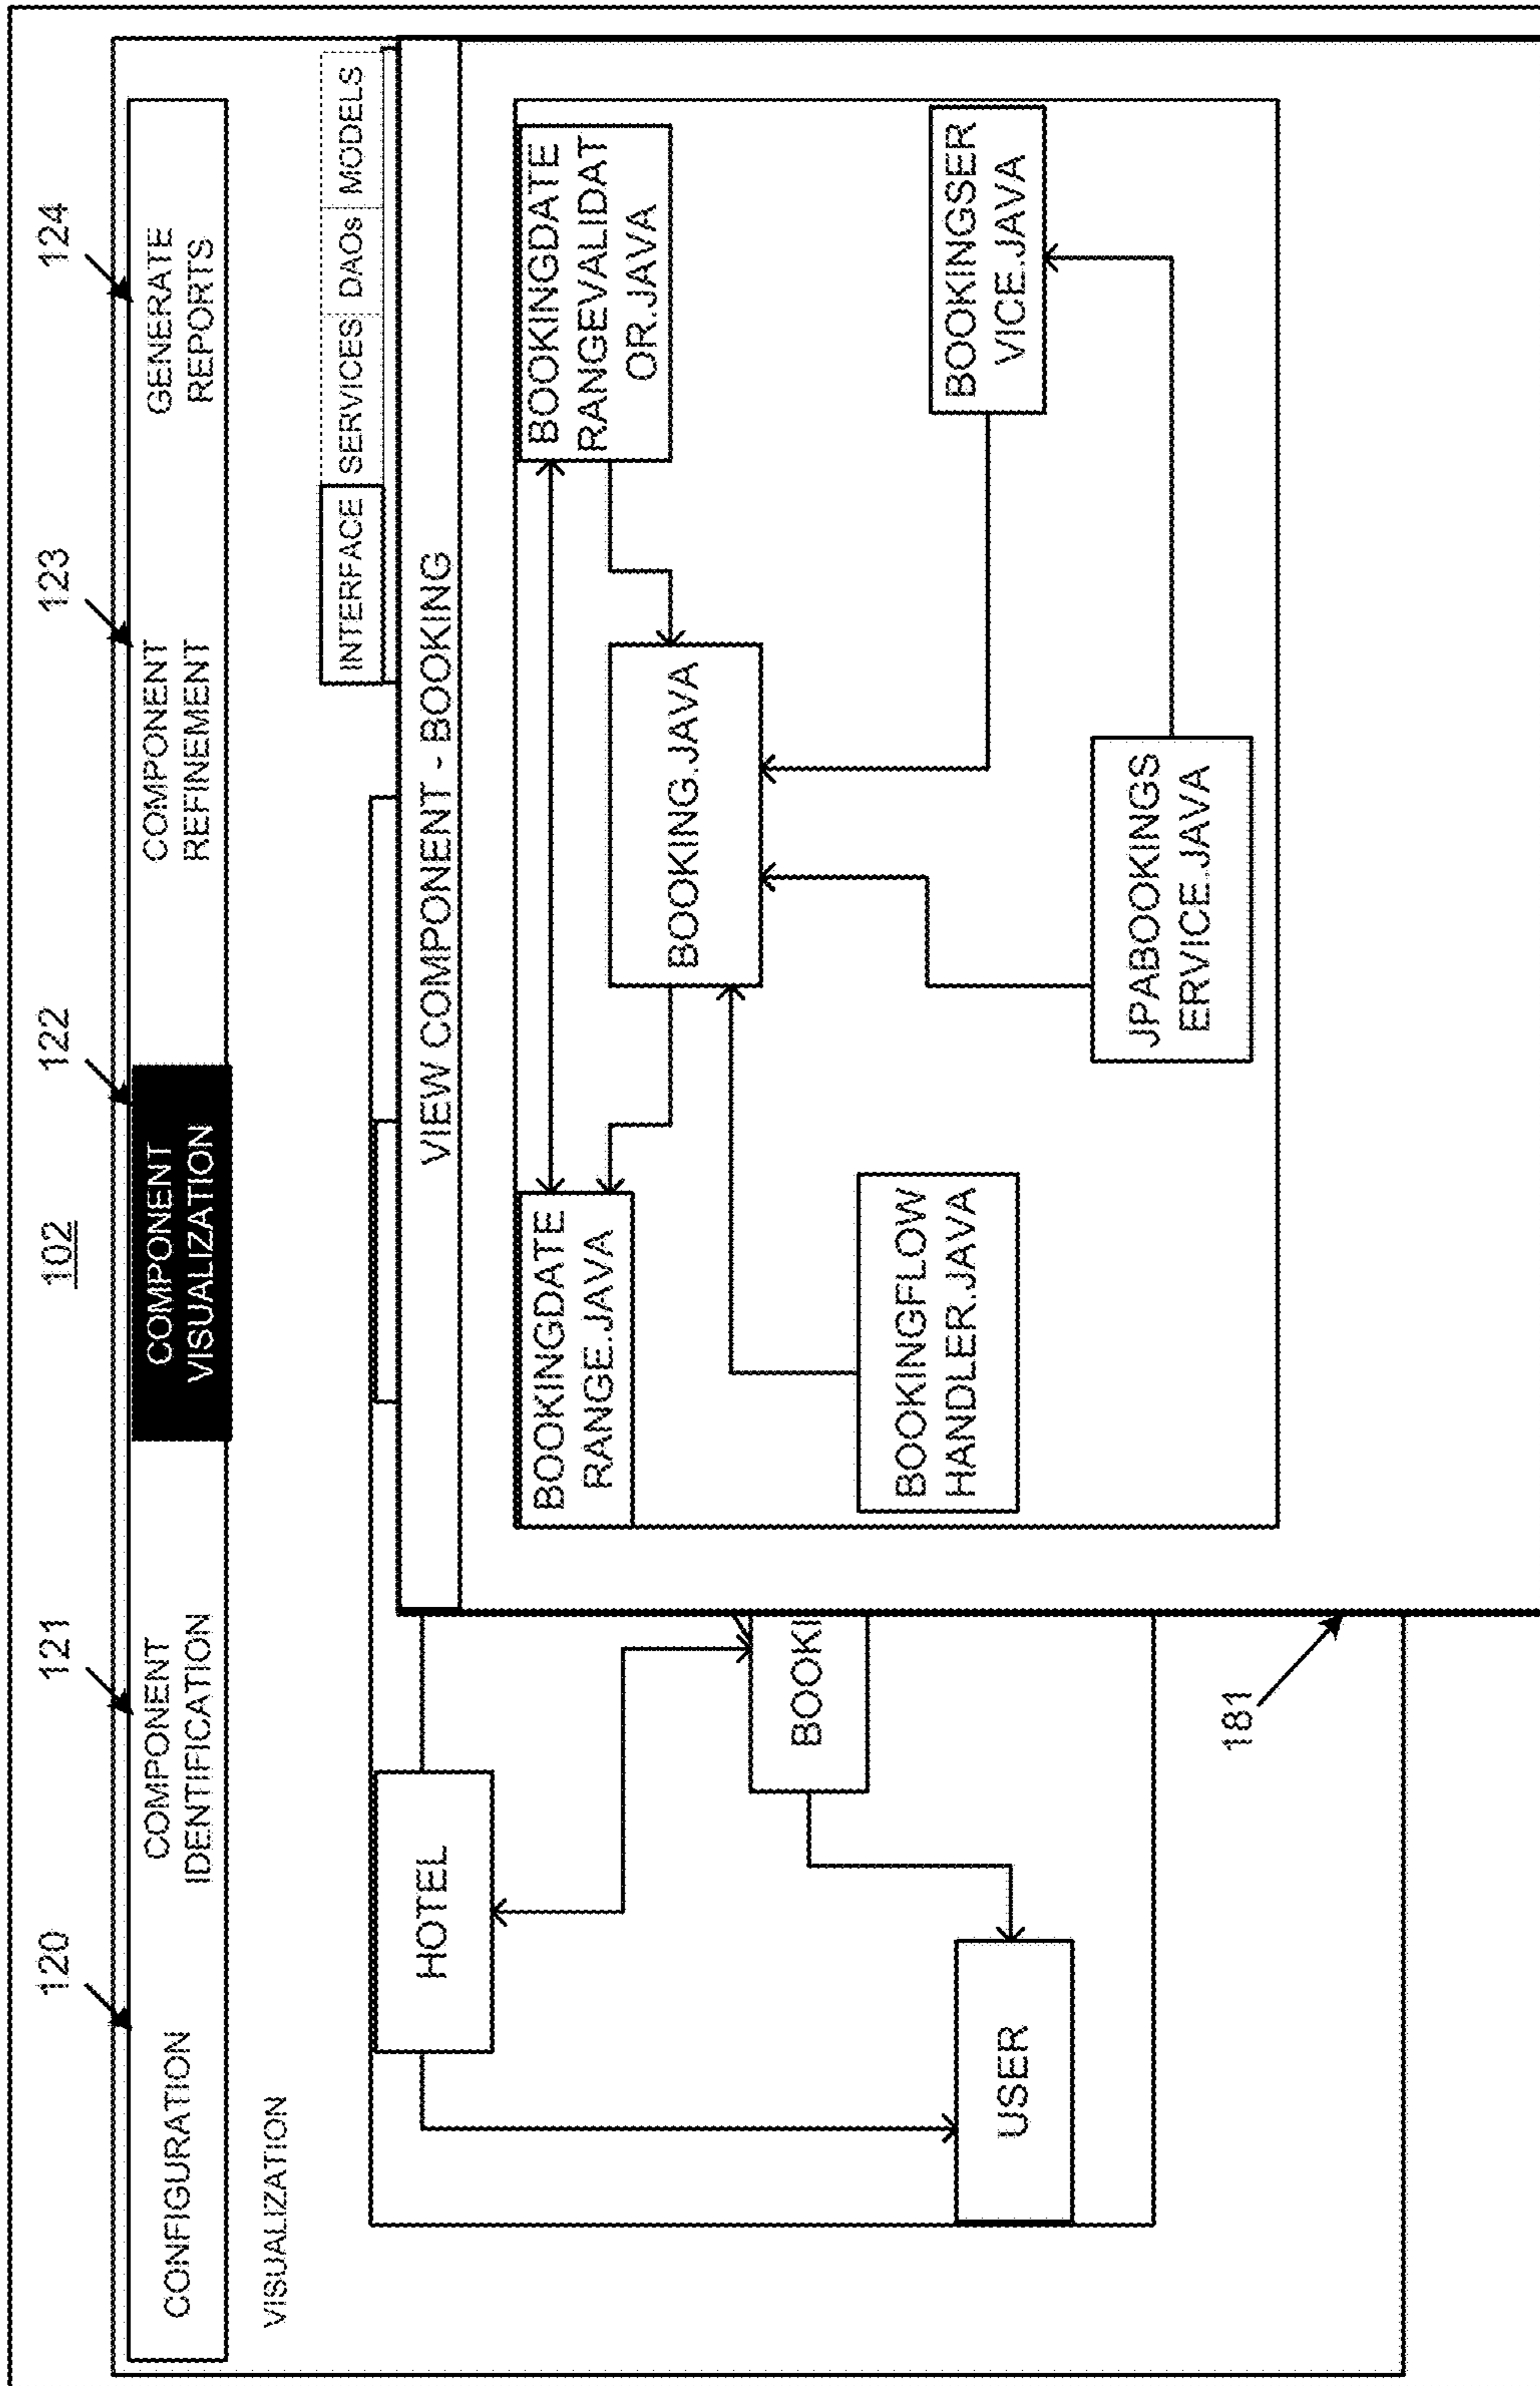 102
120
121
122
123
124
CONFIGURATION
COMPONENT
IDENTIFICATION
COMPONENT
VISUALIZATION
COMPONENT
REFINEMENT
GENERATE
REPORTS
VISUALIZATION
INTERFACE
SERVICES
DAOs
MODELS
VIEW COMPONENT - BOOKING
HOTEL
BOOKI
USER
BOOKINGDATE
RANGE.JAVA
BOOKINGDATE
RANGEVALIDAT
OR.JAVA
BOOKING.JAVA
BOOKINGFLOW
HANDLER.JAVA
BOOKINGSER
VICE.JAVA
JPABOOKINGS
ERVICE.JAVA
181